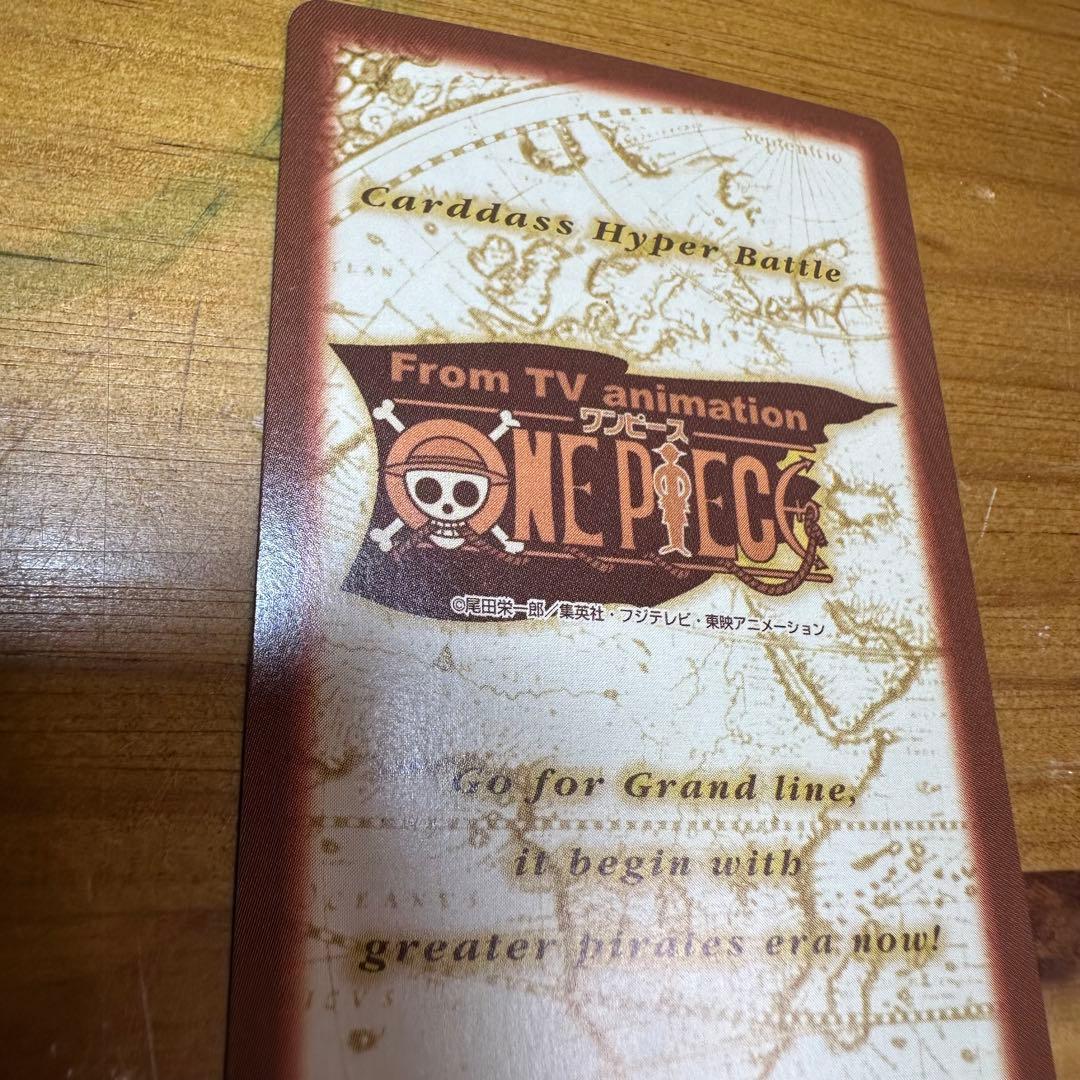 Septentrio
Carddass Hyper Battle
From TV animation
ワンピース
ONE PIECE
©尾田栄一郎／集英社・フジテレビ・東映アニメーション
Go for Grand line,
it begin with
greater pirates era now!